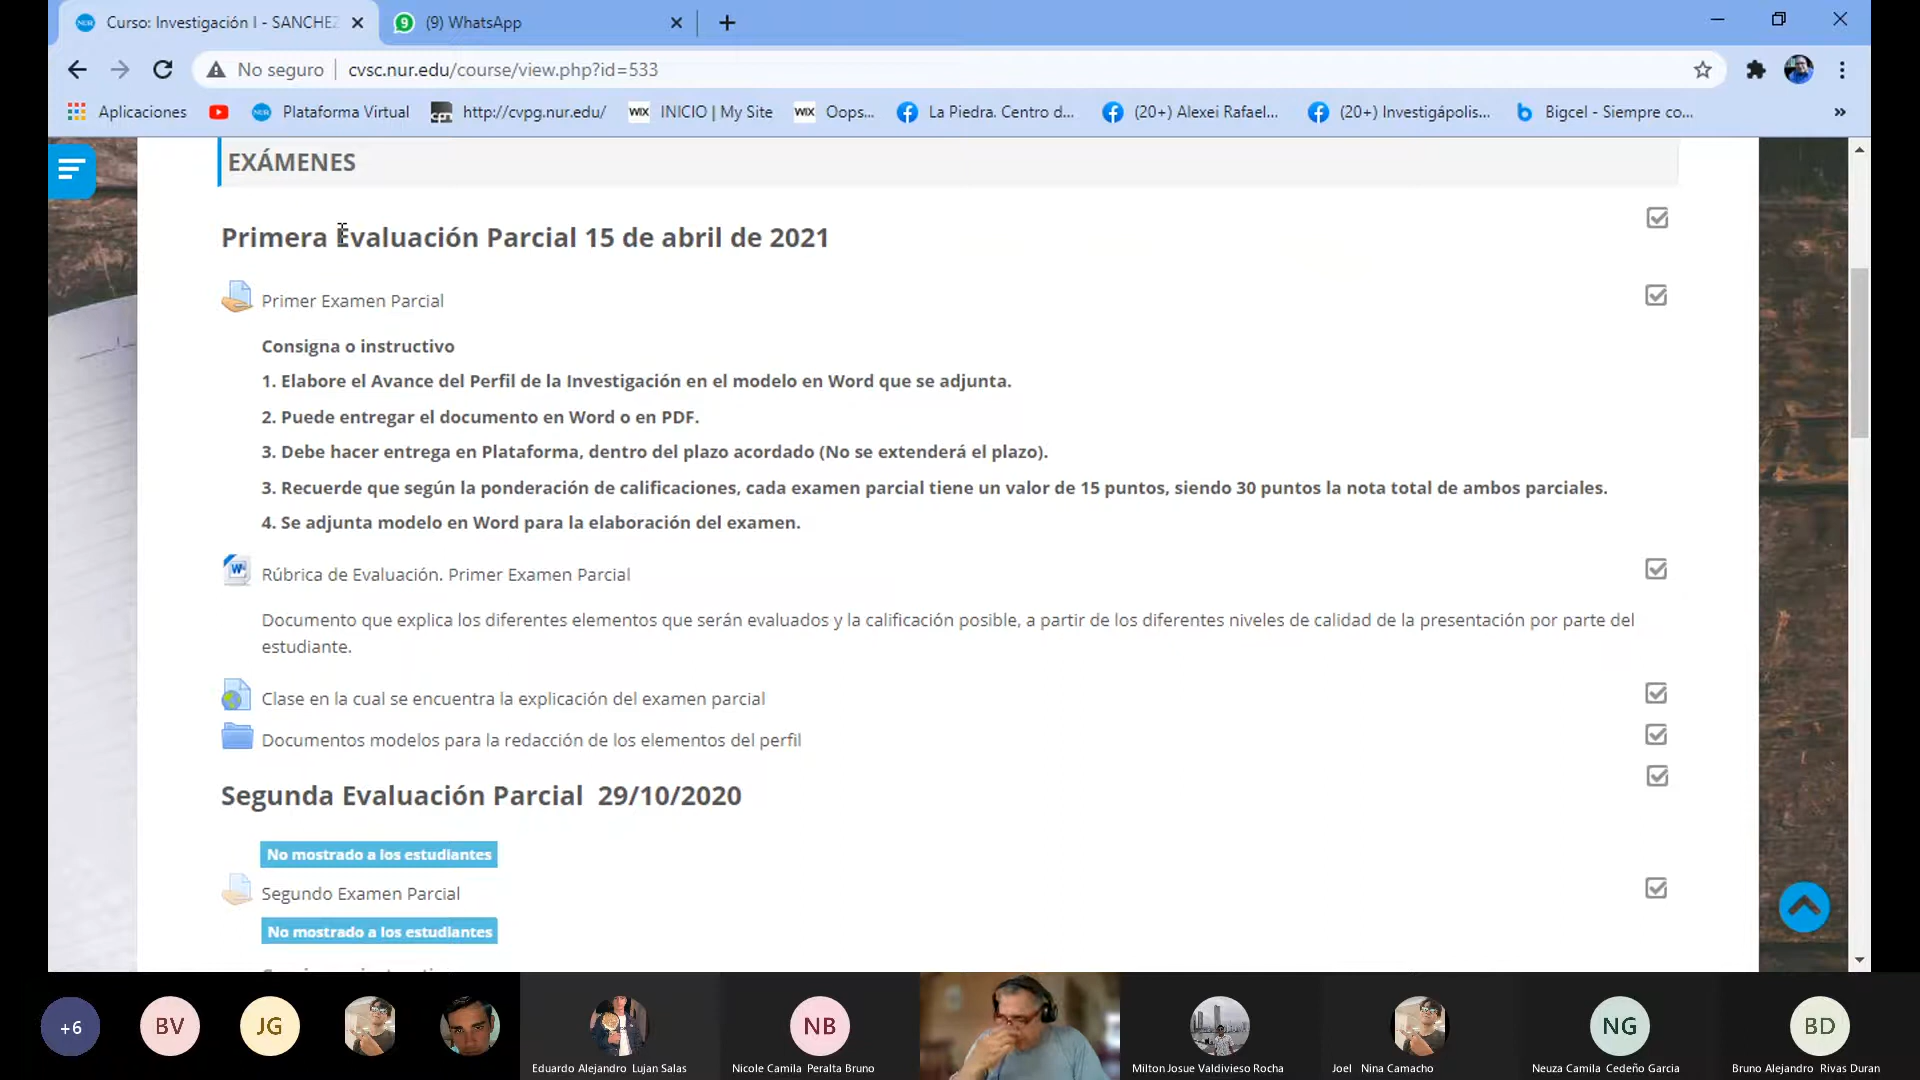 Curso: Investigación I - SANCHEZ
(9) WhatsApp
No seguro
cvsc.nur.edu/course/view.php?id=533
Aplicaciones
Plataforma Virtual
http://cvpg.nur.edu/
WIX INICIO | My Site
WIX Oops...
La Piedra. Centro d...
(20+) Alexei Rafael...
(20+) Investigápolis...
Bigcel - Siempre co...
»
EXÁMENES
Primera Evaluación Parcial 15 de abril de 2021
Primer Examen Parcial
Consigna o instructivo
1. Elabore el Avance del Perfil de la Investigación en el modelo en Word que se adjunta.
2. Puede entregar el documento en Word o en PDF.
3. Debe hacer entrega en Plataforma, dentro del plazo acordado (No se extenderá el plazo).
3. Recuerde que según la ponderación de calificaciones, cada examen parcial tiene un valor de 15 puntos, siendo 30 puntos la nota total de ambos parciales.
4. Se adjunta modelo en Word para la elaboración del examen.
Rúbrica de Evaluación. Primer Examen Parcial
Documento que explica los diferentes elementos que serán evaluados y la calificación posible, a partir de los diferentes niveles de calidad de la presentación por parte del
estudiante.
Clase en la cual se encuentra la explicación del examen parcial
Documentos modelos para la redacción de los elementos del perfil
Segunda Evaluación Parcial 29/10/2020
No mostrado a los estudiantes
Segundo Examen Parcial
No mostrado a los estudiantes
+6
BV
JG
Eduardo Alejandro Lujan Salas
NB
Nicole Camila Peralta Bruno
Milton Josue Valdivieso Rocha
Joel Nina Camacho
NG
Neuza Camila Cedeño Garcia
BD
Bruno Alejandro Rivas Duran